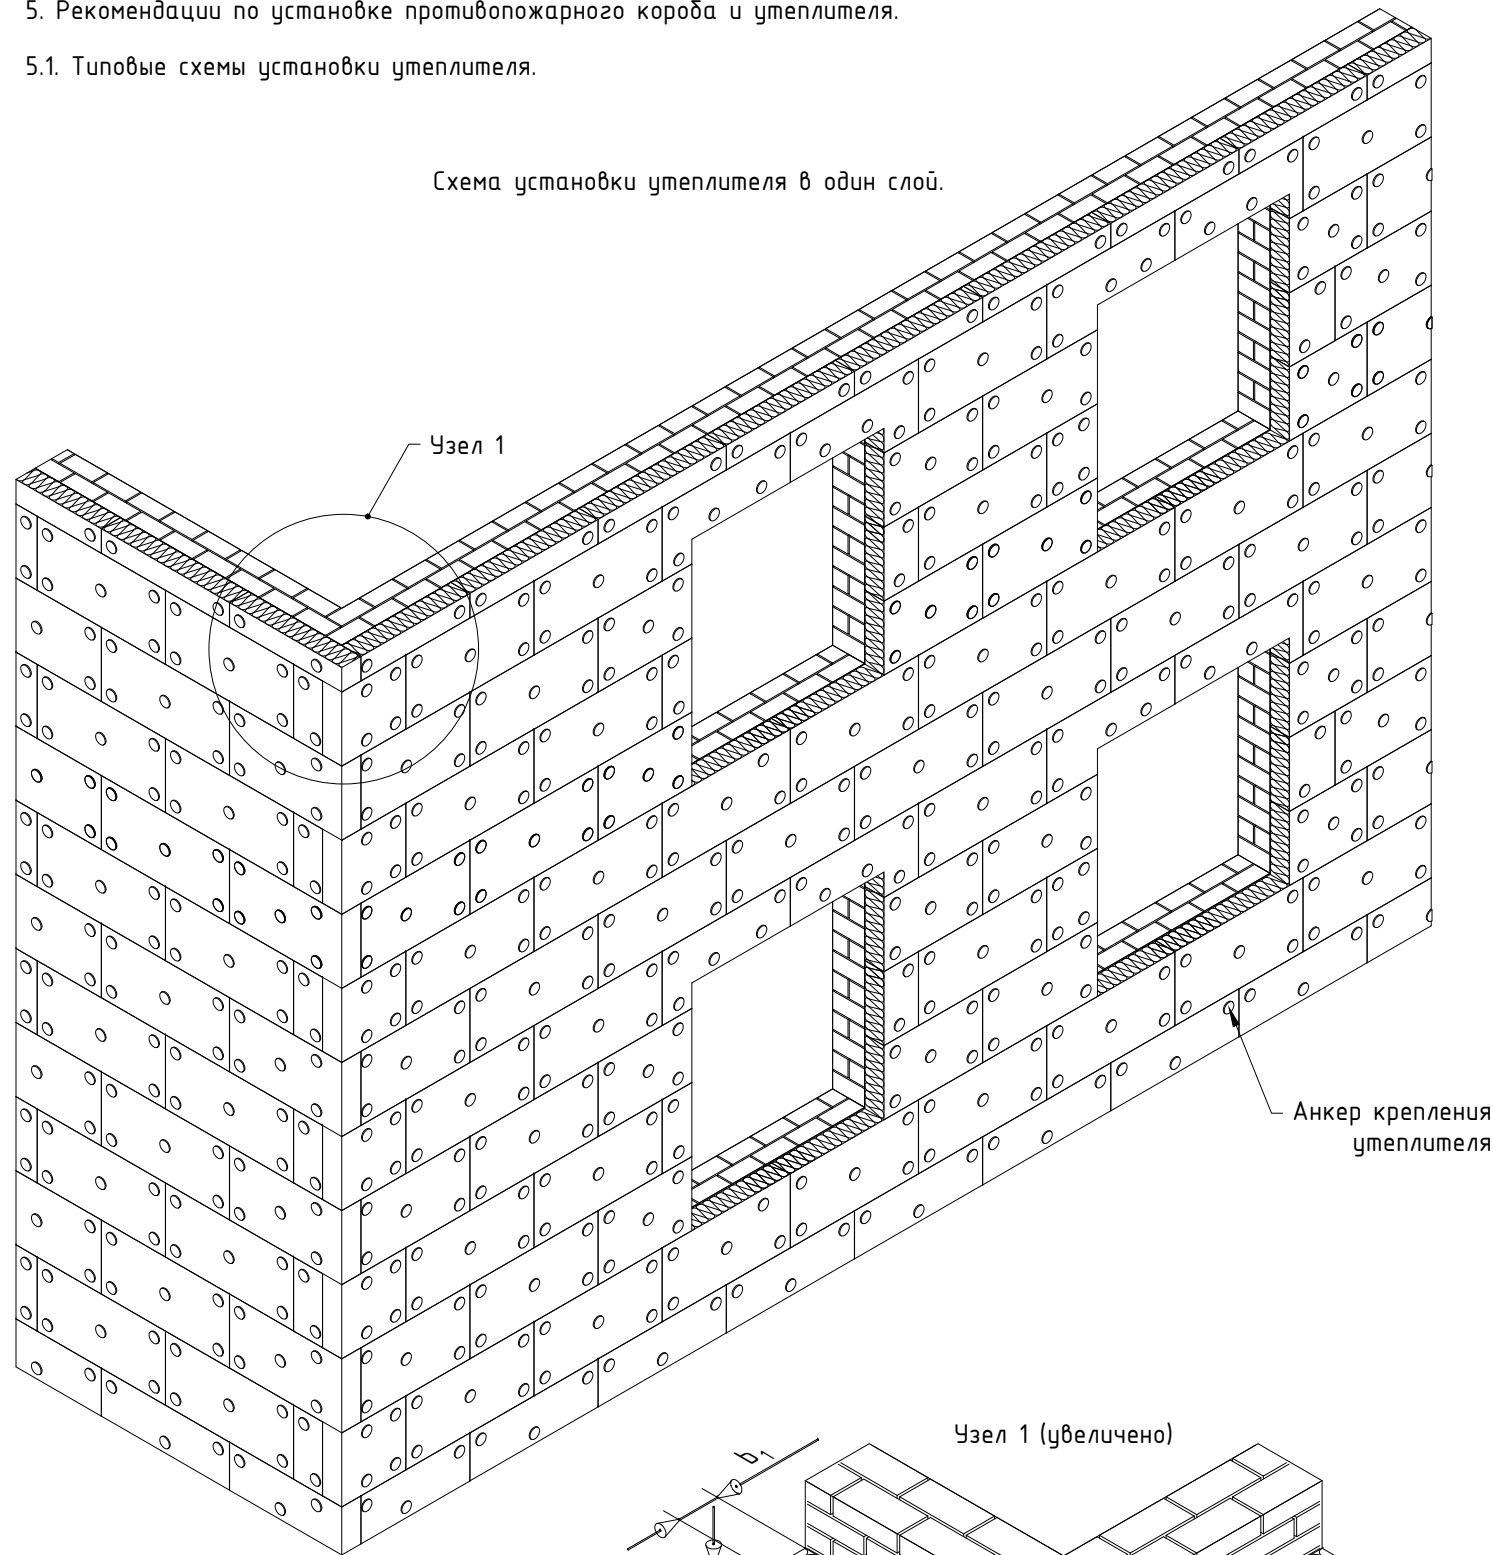 5. Рекомендации по установке противопожарного короба и утеплителя.
5.1. Типовые схемы установки утеплителя.
Схема установки утеплителя в один слой.
Узел 1
Анкер крепления
утеплителя
Узел 1 (увеличено)
b₁